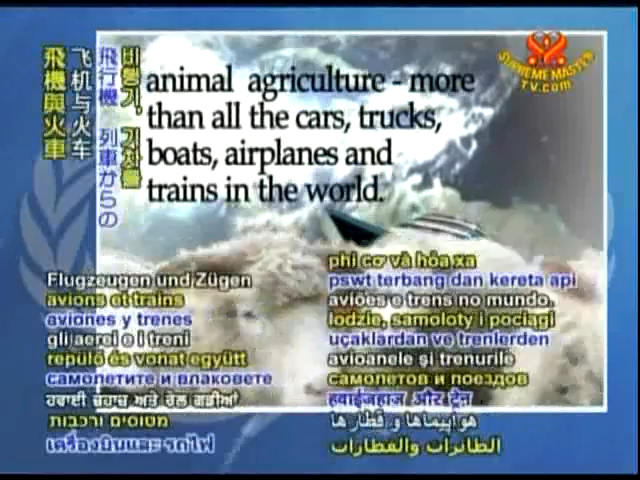 飛機與火車
飞机与火车
飛行機、列車からの
비행기, 기차를
SUPREME MASTER
TV.com
animal agriculture - more
than all the cars, trucks,
boats, airplanes and
trains in the world.
Flugzeugen und Zügen
avions et trains
aviones y trenes
gli aerei e i treni
repülő és vonat együtt
самолетите и влаковете
ਹਵਾਈ ਜਹਾਜ਼ ਅਤੇ ਰੇਲ ਗਡੀਆਂ
מטוסים ורכבות
เครื่องบินและ รถไฟ
phi cơ và hỏa xa
pswt terbang dan kereta api
aviões e trens no mundo.
łodzie, samoloty i pociągi
uçaklardan ve trenlerden
avioanele şi trenurile
самолетов и поездов
हवाईजहाज़ और ट्रेन
هواپیماها و قطارها
الطائرات والقطارات